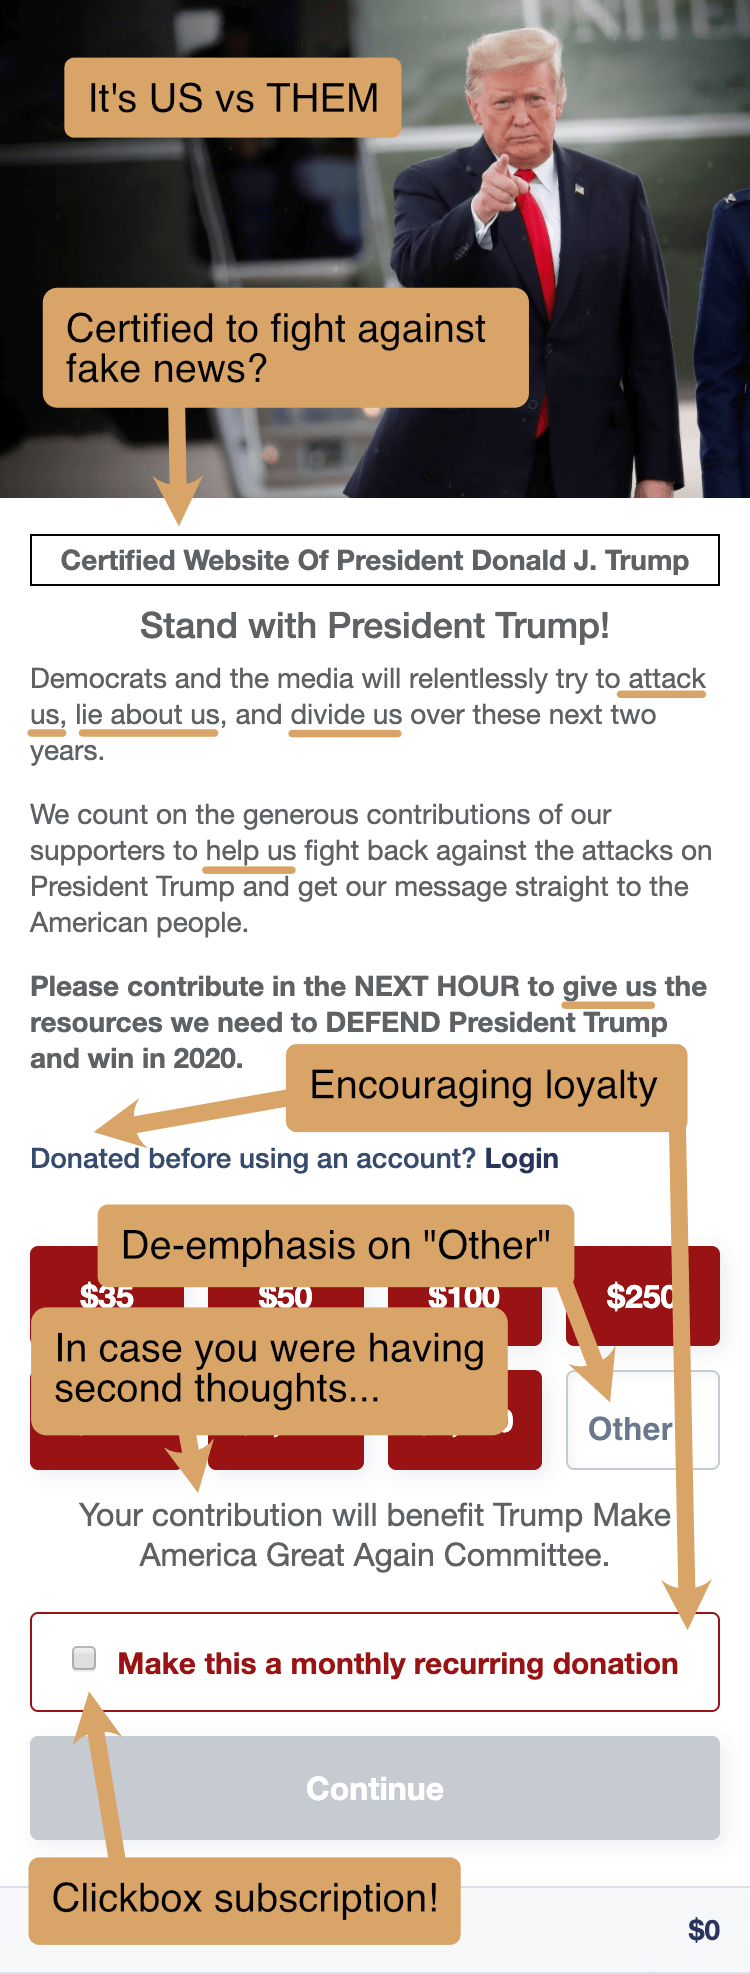 UNITE
It's US vs THEM
Certified to fight against
fake news?
Certified Website Of President Donald J. Trump
Stand with President Trump!
Democrats and the media will relentlessly try to attack
us, lie about us, and divide us over these next two
years.
We count on the generous contributions of our
supporters to help us fight back against the attacks on
President Trump and get our message straight to the
American people.
Please contribute in the NEXT HOUR to give us the
resources we need to DEFEND President Trump
and win in 2020.
Encouraging loyalty
Donated before using an account? Login
De-emphasis on "Other"
$35 $50 $100 $250
In case you were having
second thoughts...
Other
Your contribution will benefit Trump Make
America Great Again Committee.
Make this a monthly recurring donation
Continue
Clickbox subscription!
$0